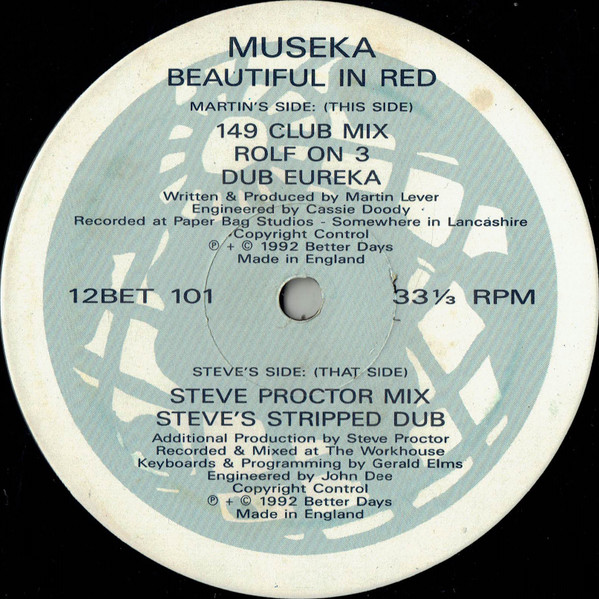 MUSEKA
BEAUTIFUL IN RED
MARTIN'S SIDE: (THIS SIDE)
149 CLUB MIX
ROLF ON 3
DUB EUREKA
Written & Produced by Martin Lever
Engineered by Cassie Doody
Recorded at Paper Bag Studios - Somewhere in Lancashire
Copyright Control
℗ + © 1992 Better Days
Made in England
12BET 101 33⅓ RPM
STEVE'S SIDE: (THAT SIDE)
STEVE PROCTOR MIX
STEVE'S STRIPPED DUB
Additional Production by Steve Proctor
Recorded & Mixed at The Workhouse
Keyboards & Programming by Gerald Elms
Engineered by John Dee
Copyright Control
℗ + © 1992 Better Days
Made in England